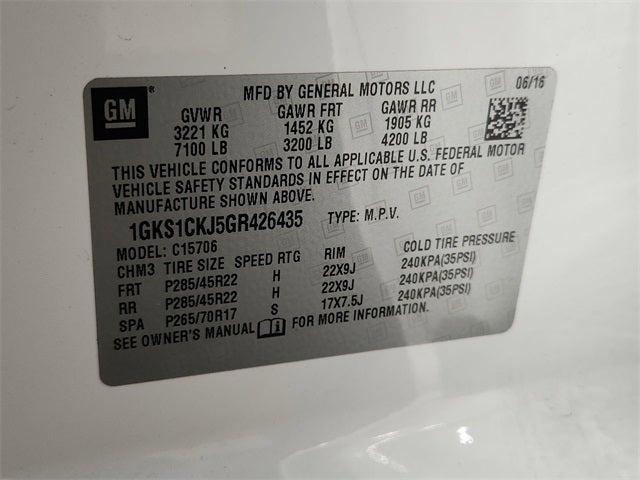 GM
MFD BY GENERAL MOTORS LLC 06/16
GVWR GAWR FRT GAWR RR
3221 KG 1452 KG 1905 KG
7100 LB 3200 LB 4200 LB
THIS VEHICLE CONFORMS TO ALL APPLICABLE U.S. FEDERAL MOTOR
VEHICLE SAFETY STANDARDS IN EFFECT ON THE DATE OF
MANUFACTURE SHOWN ABOVE.
1GKS1CKJ5GR426435 TYPE: M.P.V.
MODEL: C15706
CHM3 TIRE SIZE SPEED RTG RIM COLD TIRE PRESSURE
FRT P285/45R22 H 22X9J 240KPA(35PSI)
RR P285/45R22 H 22X9J 240KPA(35PSI)
SPA P265/70R17 S 17X7.5J 240KPA(35PSI)
SEE OWNER'S MANUAL FOR MORE INFORMATION.